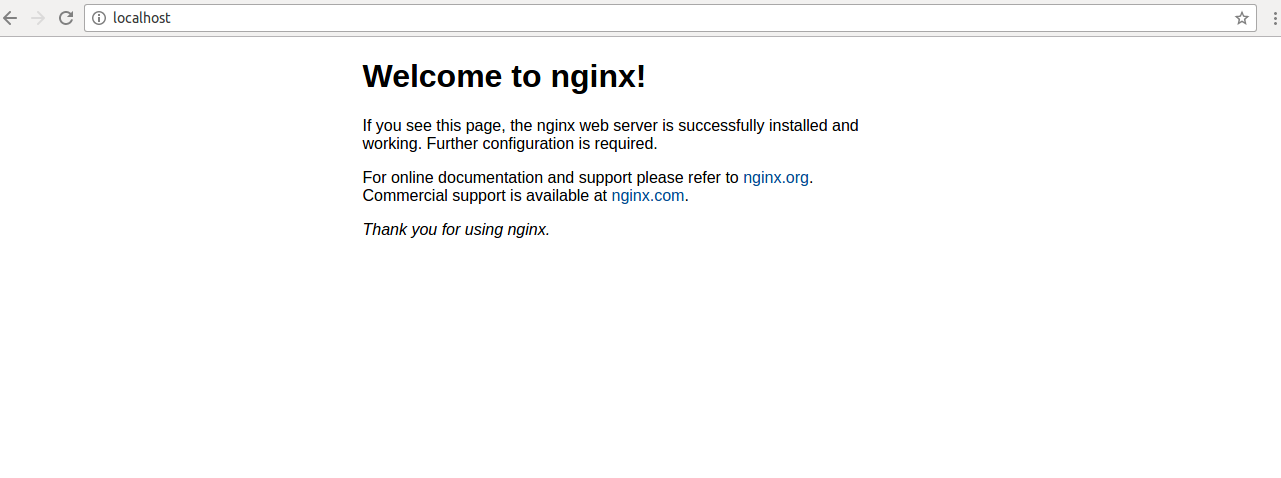 localhost
Welcome to nginx!
If you see this page, the nginx web server is successfully installed and
working. Further configuration is required.
For online documentation and support please refer to nginx.org.
Commercial support is available at nginx.com.
Thank you for using nginx.